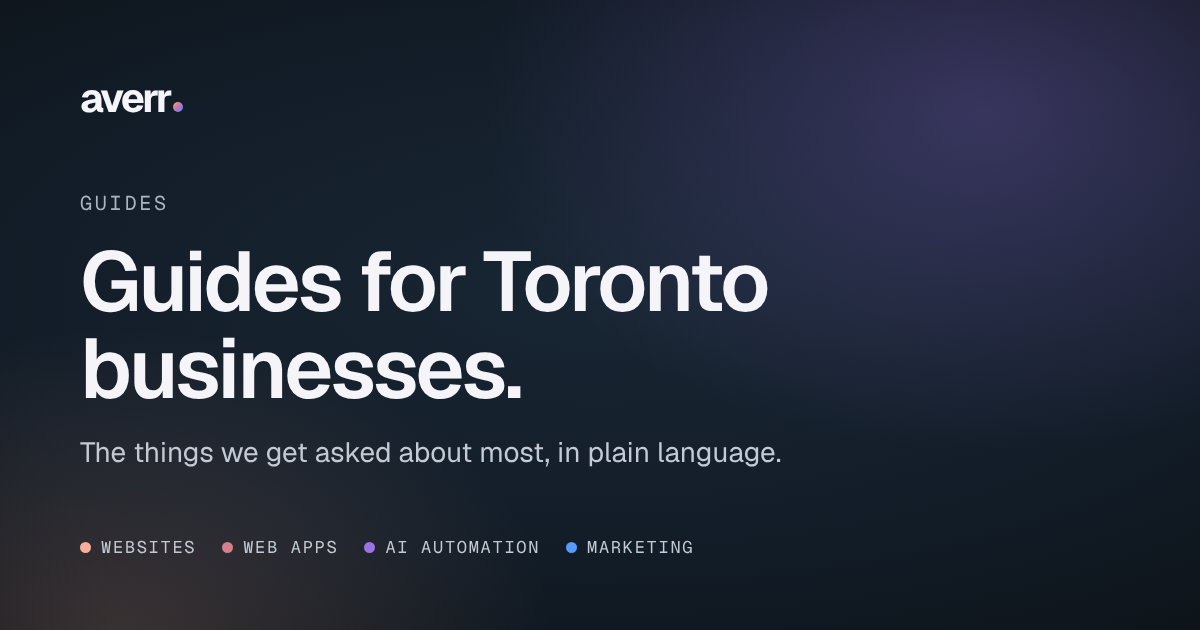 averr.
GUIDES
Guides for Toronto
businesses.
The things we get asked about most, in plain language.
WEBSITES WEB APPS AI AUTOMATION MARKETING